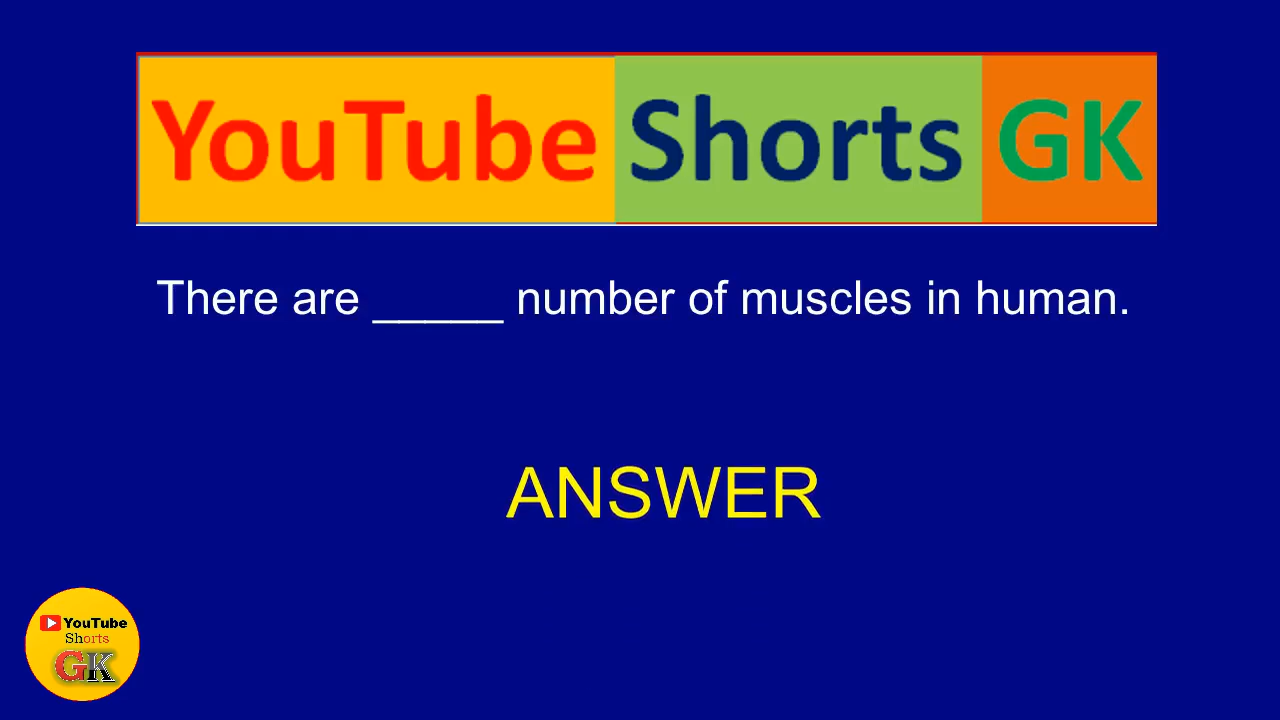 YouTube Shorts GK
There are _____ number of muscles in human.
ANSWER
YouTube
Shorts
GK